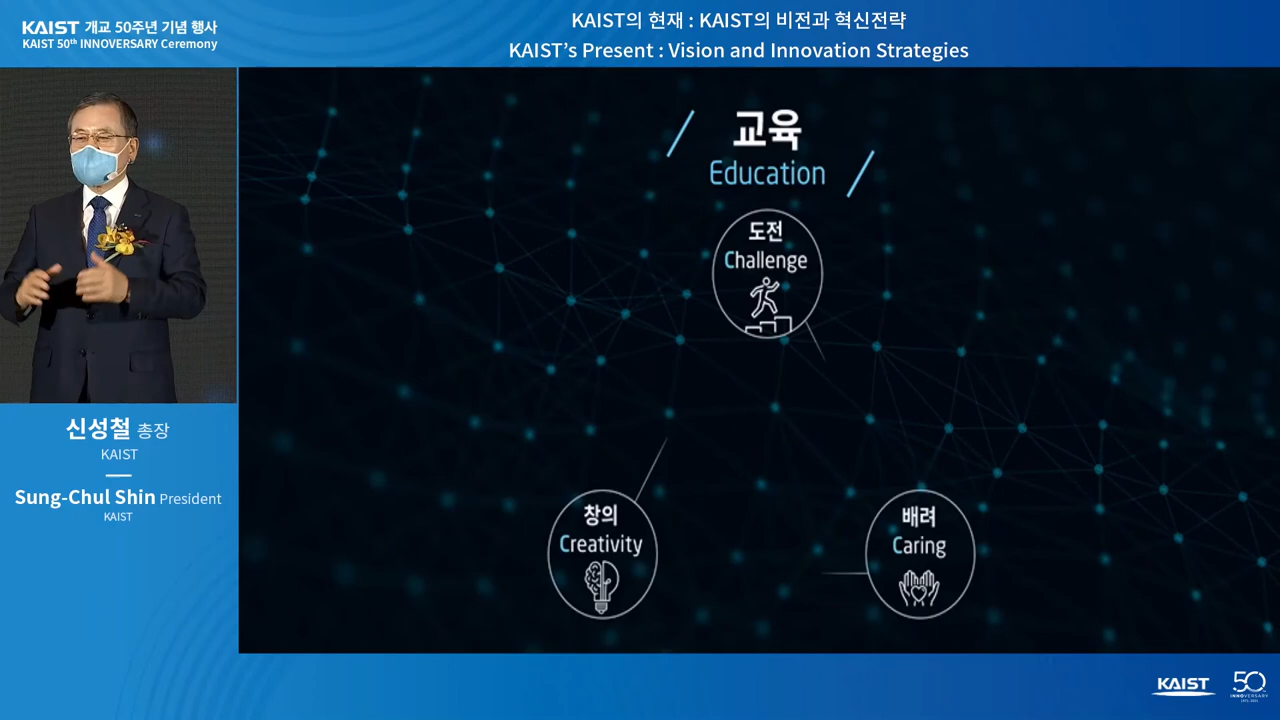 KAIST 개교 50주년 기념 행사
KAIST 50th INNOVERSARY Ceremony
KAIST의 현재 : KAIST의 비전과 혁신전략
KAIST’s Present : Vision and Innovation Strategies
교육
Education
도전
Challenge
창의
Creativity
배려
Caring
신성철 총장
KAIST
Sung-Chul Shin President
KAIST
KAIST
50
INNOVERSARY